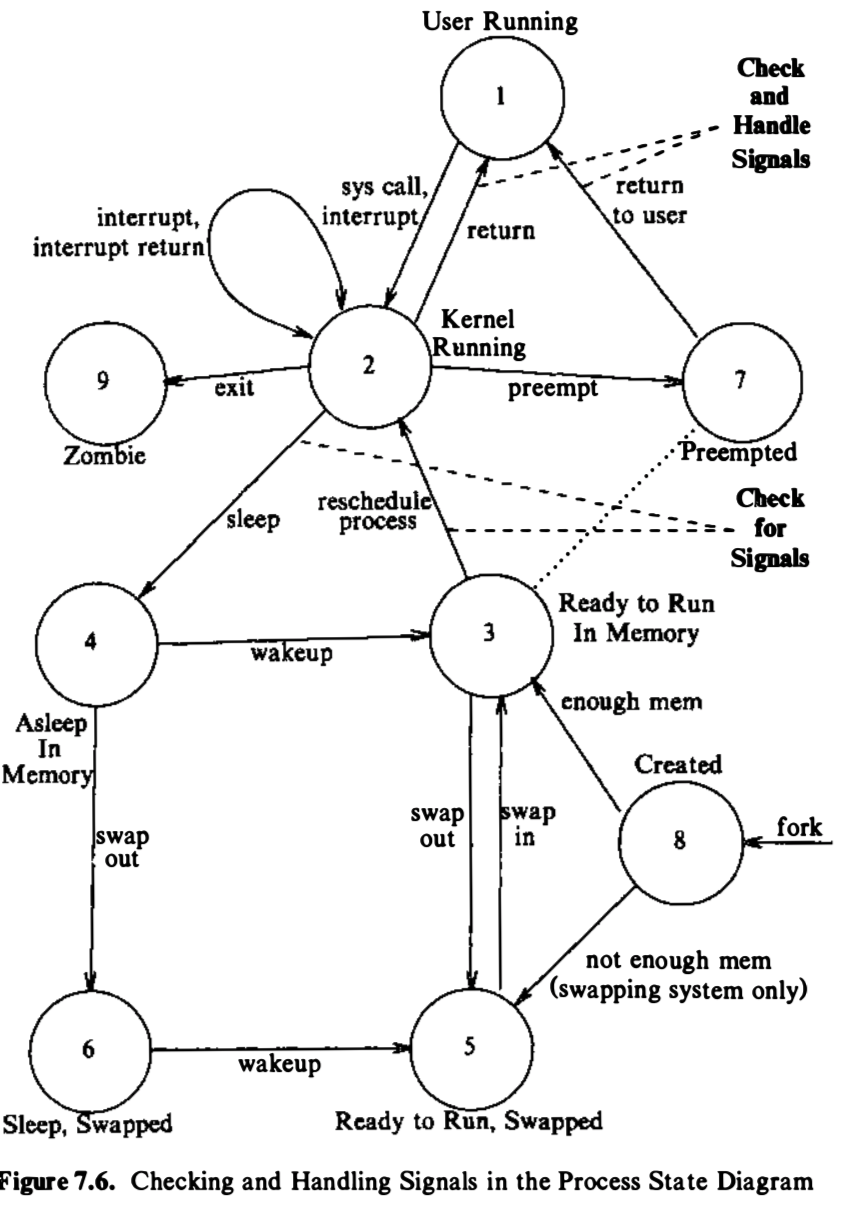 User Running
1
Check
and
Handle
Signals
sys call,
interrupt
return
return
to user
interrupt,
interrupt return
Kernel
Running
2
9
exit
preempt
7
Zombie
Preempted
sleep
reschedule
process
Check
for
Signals
4
wakeup
3
Ready to Run
In Memory
Asleep
In
Memory
enough mem
Created
swap
out
swap
out
swap
in
8
fork
not enough mem
(swapping system only)
6
wakeup
5
Sleep, Swapped
Ready to Run, Swapped
Figure 7.6. Checking and Handling Signals in the Process State Diagram